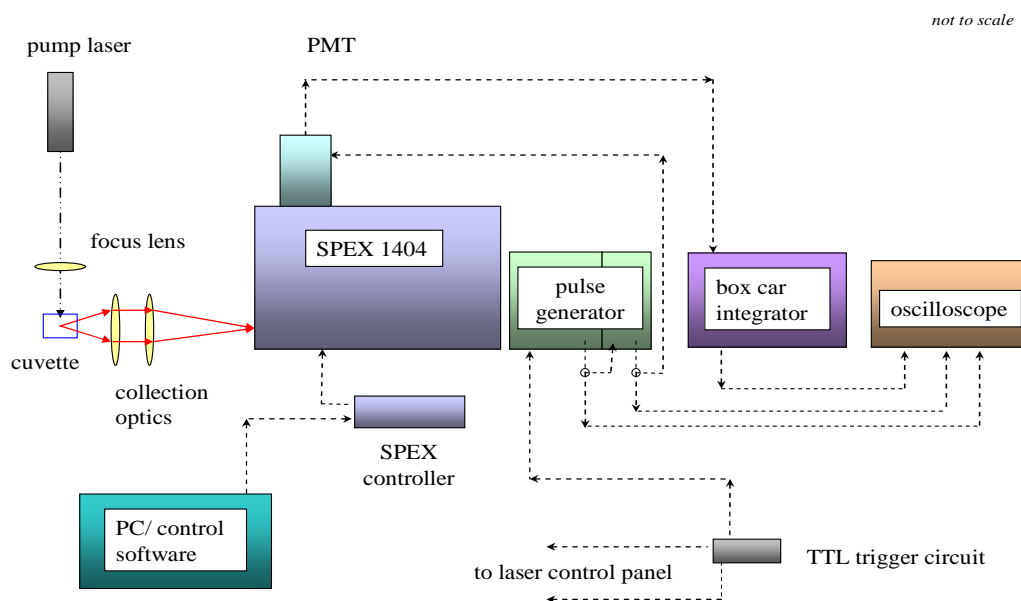 not to scale
pump laser
PMT
focus lens
SPEX 1404
pulse
generator
box car
integrator
oscilloscope
cuvette
collection
optics
SPEX
controller
PC/ control
software
to laser control panel
TTL trigger circuit